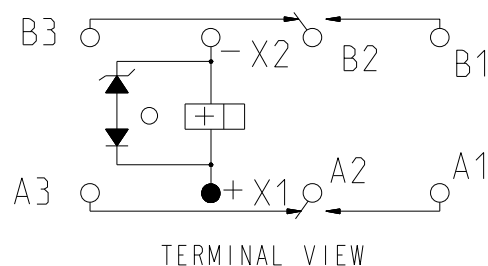 B3
− X2
B2
B1
+
A3
+ X1
A2
A1
TERMINAL VIEW